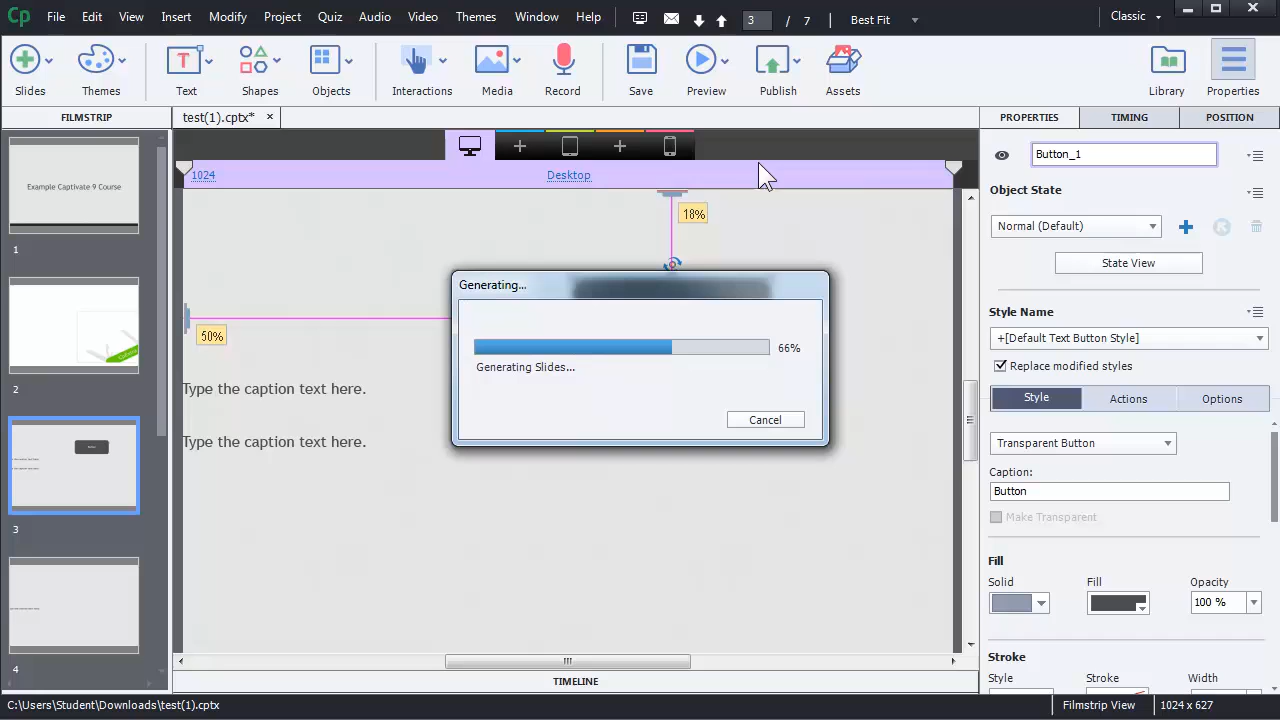 Cp File Edit View Insert Modify Project Quiz Audio Video Themes Window Help 3 / 7 Best Fit Classic
Slides Themes Text Shapes Objects Interactions Media Record Save Preview Publish Assets Library Properties
FILMSTRIP test(1).cptx* × PROPERTIES TIMING POSITION
Example Captivate 9 Course
1
2
3
4
1024 Desktop
18%
50%
Type the caption text here.
Type the caption text here.
Generating...
66%
Generating Slides...
Cancel
TIMELINE
Button_1
Object State
Normal (Default)
State View
Style Name
+[Default Text Button Style]
Replace modified styles
Style Actions Options
Transparent Button
Caption:
Button
Make Transparent
Fill
Solid Fill Opacity
100 %
Stroke
Style Stroke Width
C:\Users\Student\Downloads\test(1).cptx Filmstrip View 1024 x 627